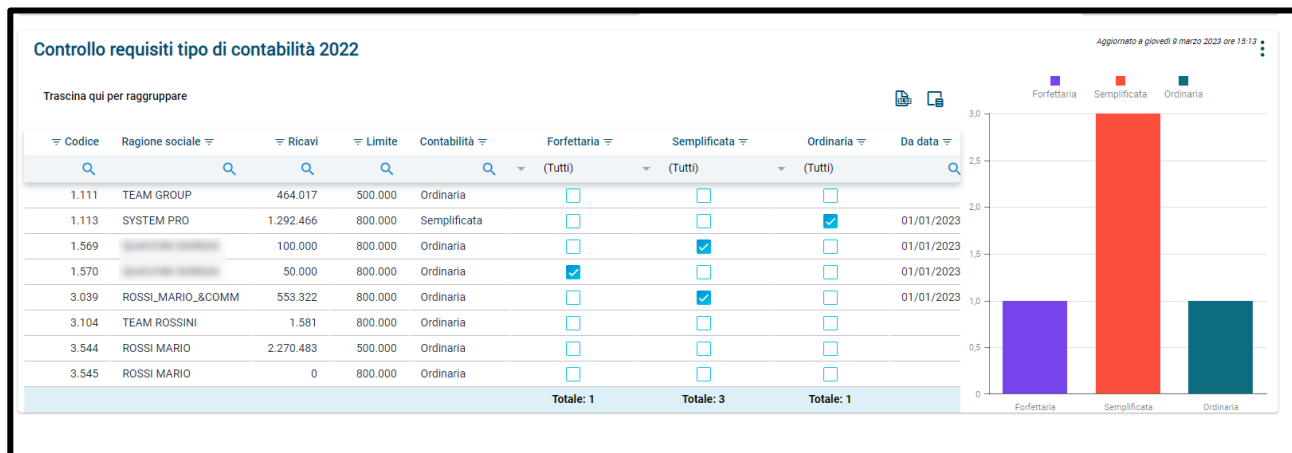 Controllo requisiti tipo di contabilità 2022
Aggiornato a giovedì 9 marzo 2023 ore 15:13
Trascina qui per raggruppare
Codice Ragione sociale Ricavi Limite Contabilità Forfettaria Semplificata Ordinaria Da data
(Tutti) (Tutti) (Tutti)
1.111 TEAM GROUP 464.017 500.000 Ordinaria
1.113 SYSTEM PRO 1.292.466 800.000 Semplificata 01/01/2023
1.569 100.000 800.000 Ordinaria 01/01/2023
1.570 50.000 800.000 Ordinaria 01/01/2023
3.039 ROSSI_MARIO_&COMM 553.322 800.000 Ordinaria 01/01/2023
3.104 TEAM ROSSINI 1.581 800.000 Ordinaria
3.544 ROSSI MARIO 2.270.483 500.000 Ordinaria
3.545 ROSSI MARIO 0 800.000 Ordinaria
Totale: 1 Totale: 3 Totale: 1
Forfettaria Semplificata Ordinaria
3,0
2,5
2,0
1,5
1,0
0,5
0
Forfettaria Semplificata Ordinaria